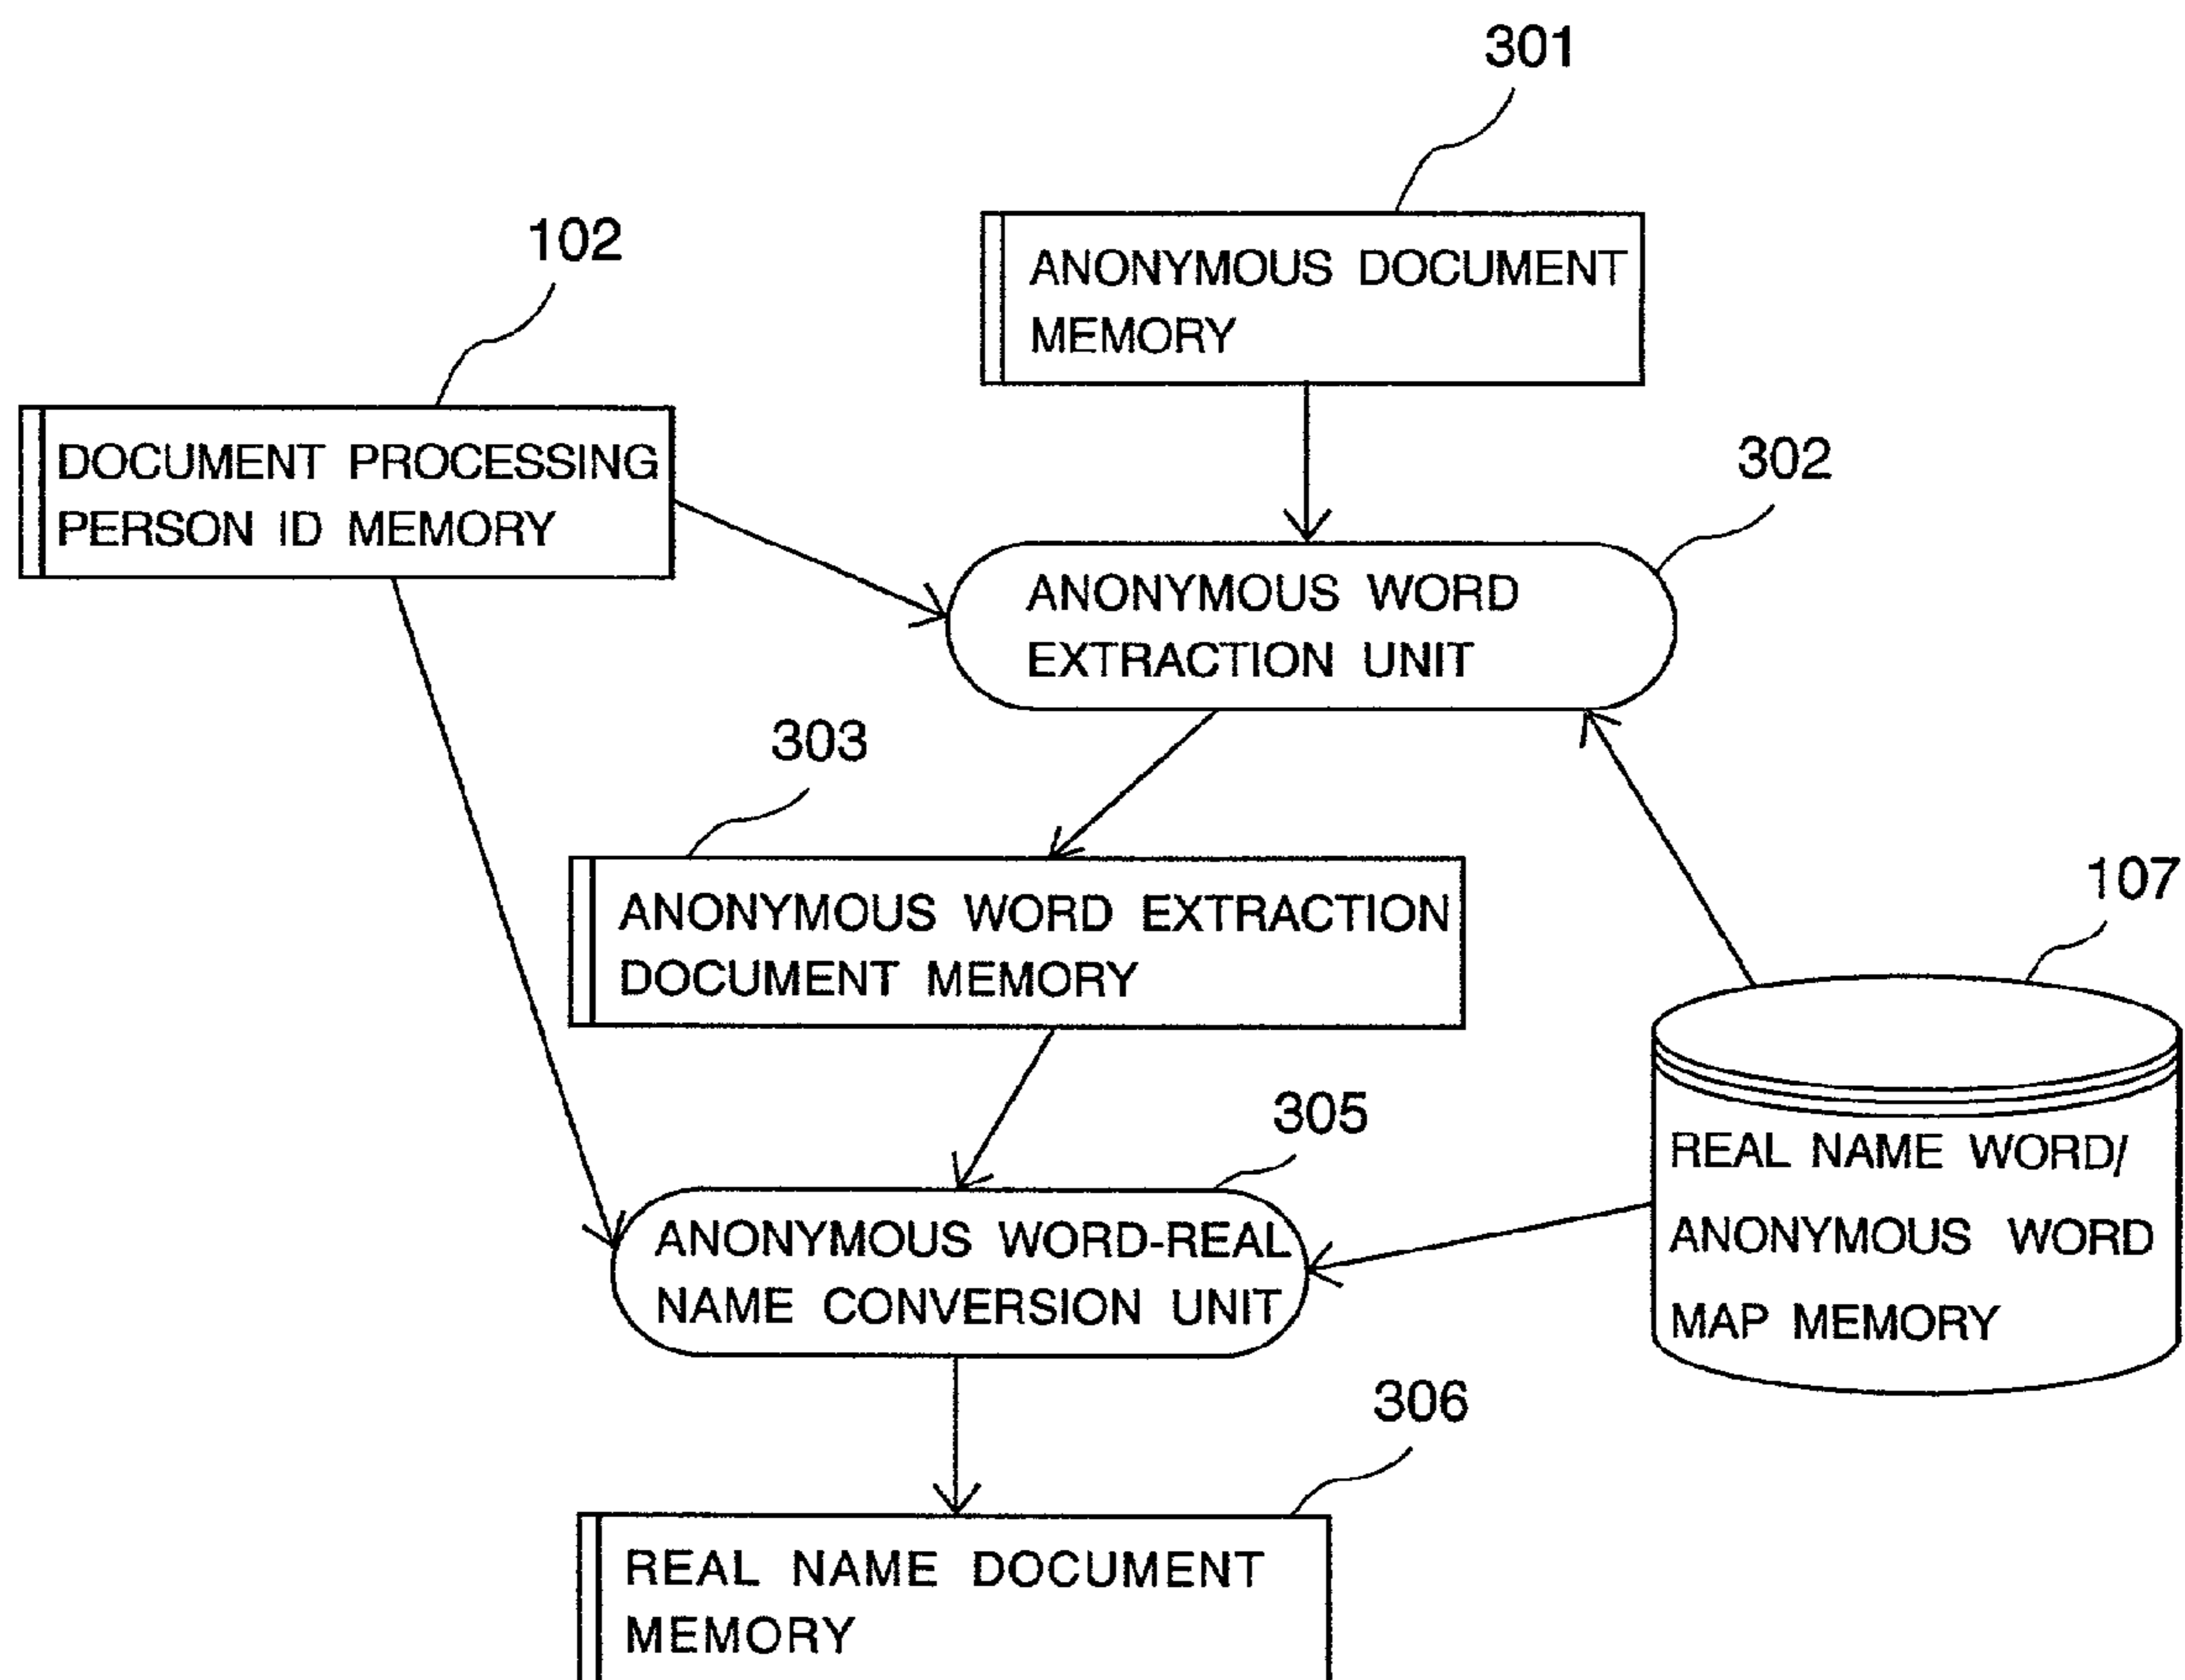 301
ANONYMOUS DOCUMENT
MEMORY
102
DOCUMENT PROCESSING
PERSON ID MEMORY
302
ANONYMOUS WORD
EXTRACTION UNIT
303
ANONYMOUS WORD EXTRACTION
DOCUMENT MEMORY
107
REAL NAME WORD/
ANONYMOUS WORD
MAP MEMORY
305
ANONYMOUS WORD-REAL
NAME CONVERSION UNIT
306
REAL NAME DOCUMENT
MEMORY